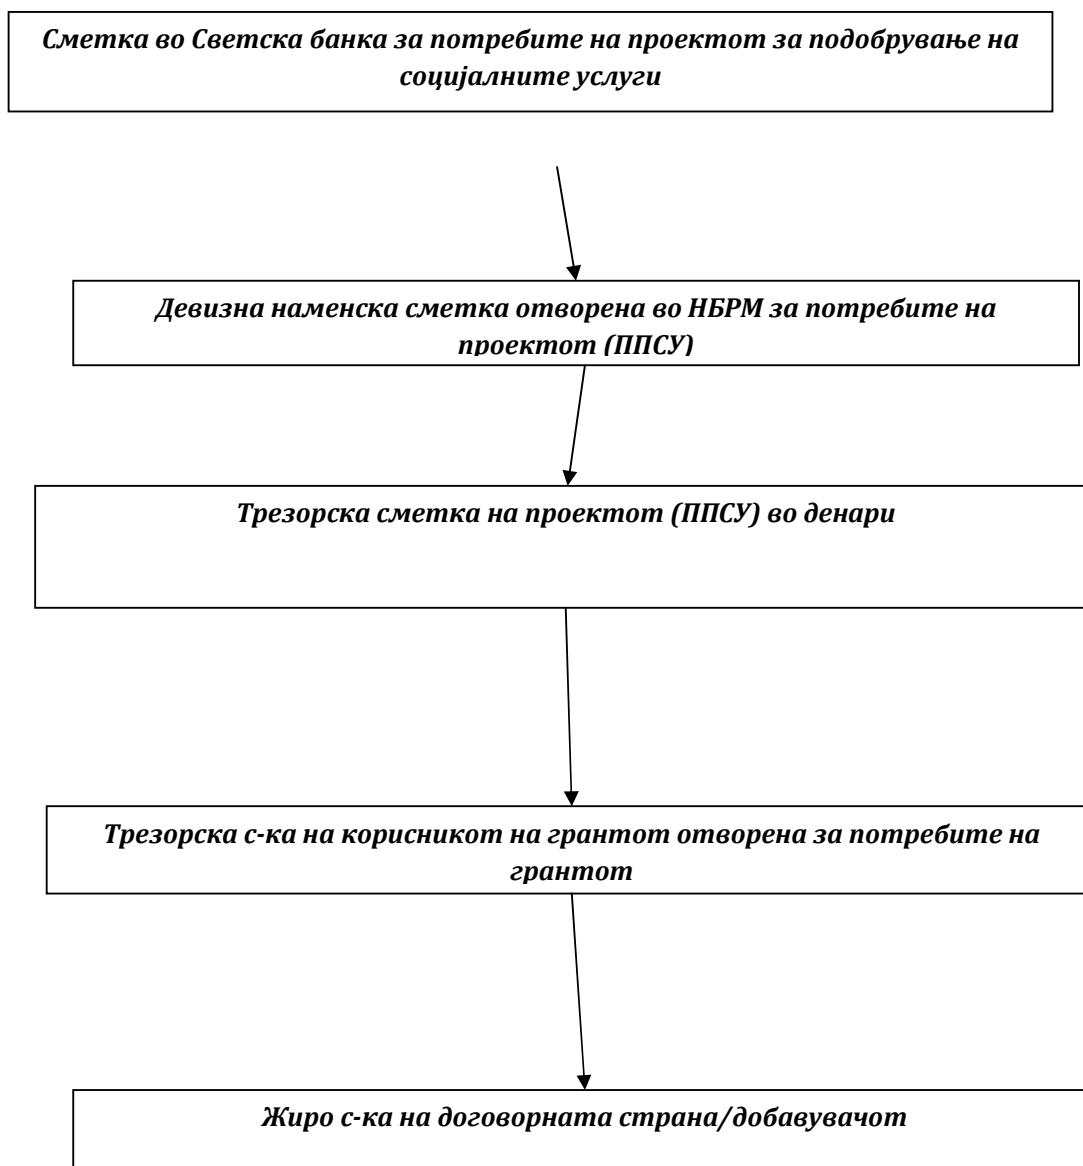 Сметка во Светска банка за потребите на проектот за подобрување на
социјалните услуги
Девизна наменска сметка отворена во НБРМ за потребите на
проектот (ППСУ)
Трезорска сметка на проектот (ППСУ) во денари
Трезорска с-ка на корисникот на грантот отворена за потребите на
грантот
Жиро с-ка на договорната страна/добавувачот